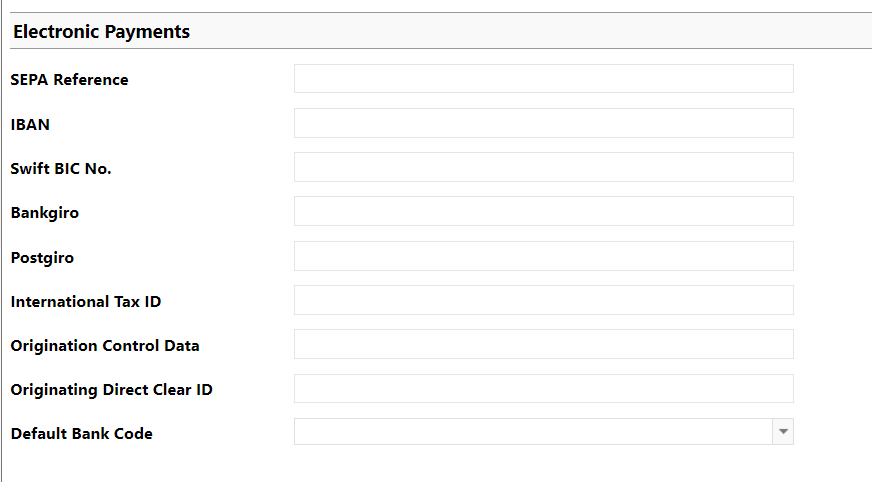 Electronic Payments
SEPA Reference
IBAN
Swift BIC No.
Bankgiro
Postgiro
International Tax ID
Origination Control Data
Originating Direct Clear ID
Default Bank Code